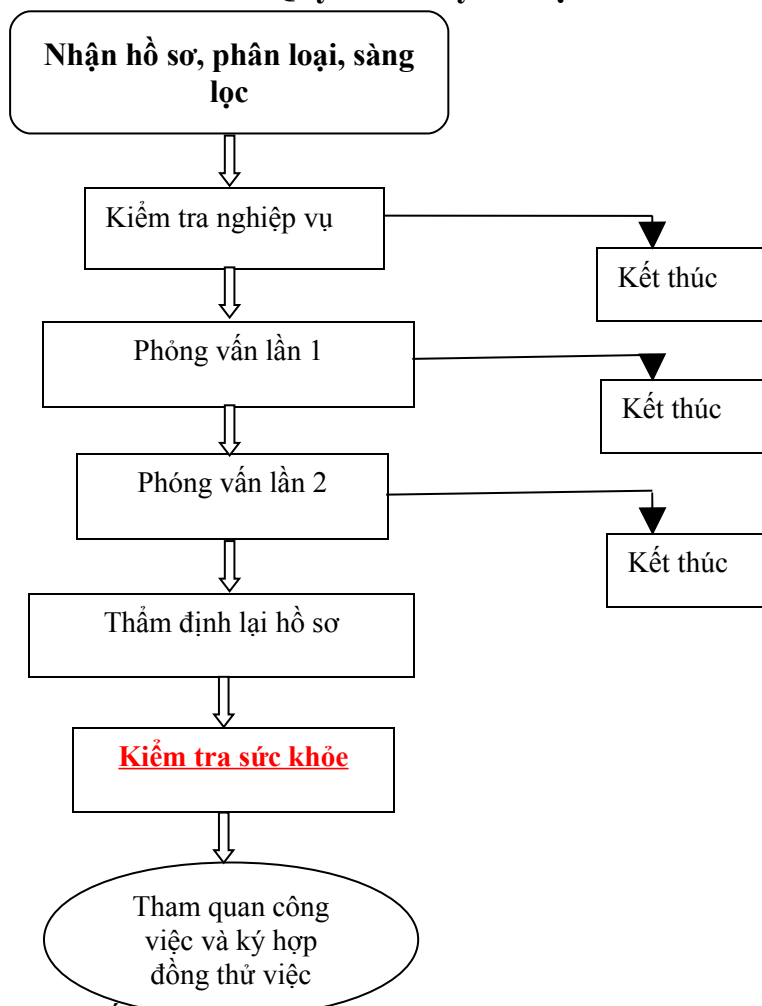 Nhận hồ sơ, phân loại, sàng
lọc
Kiểm tra nghiệp vụ
Kết thúc
Phỏng vấn lần 1
Kết thúc
Phóng vấn lần 2
Kết thúc
Thẩm định lại hồ sơ
Kiểm tra sức khỏe
Tham quan công
việc và ký hợp
đồng thử việc